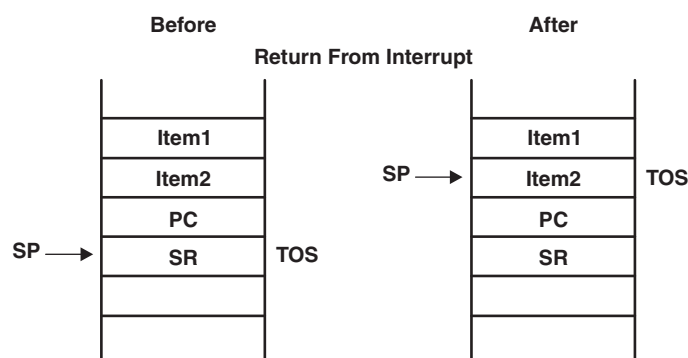 Before After
Return From Interrupt
Item1 Item1
Item2 SP Item2 TOS
PC PC
SP SR TOS SR